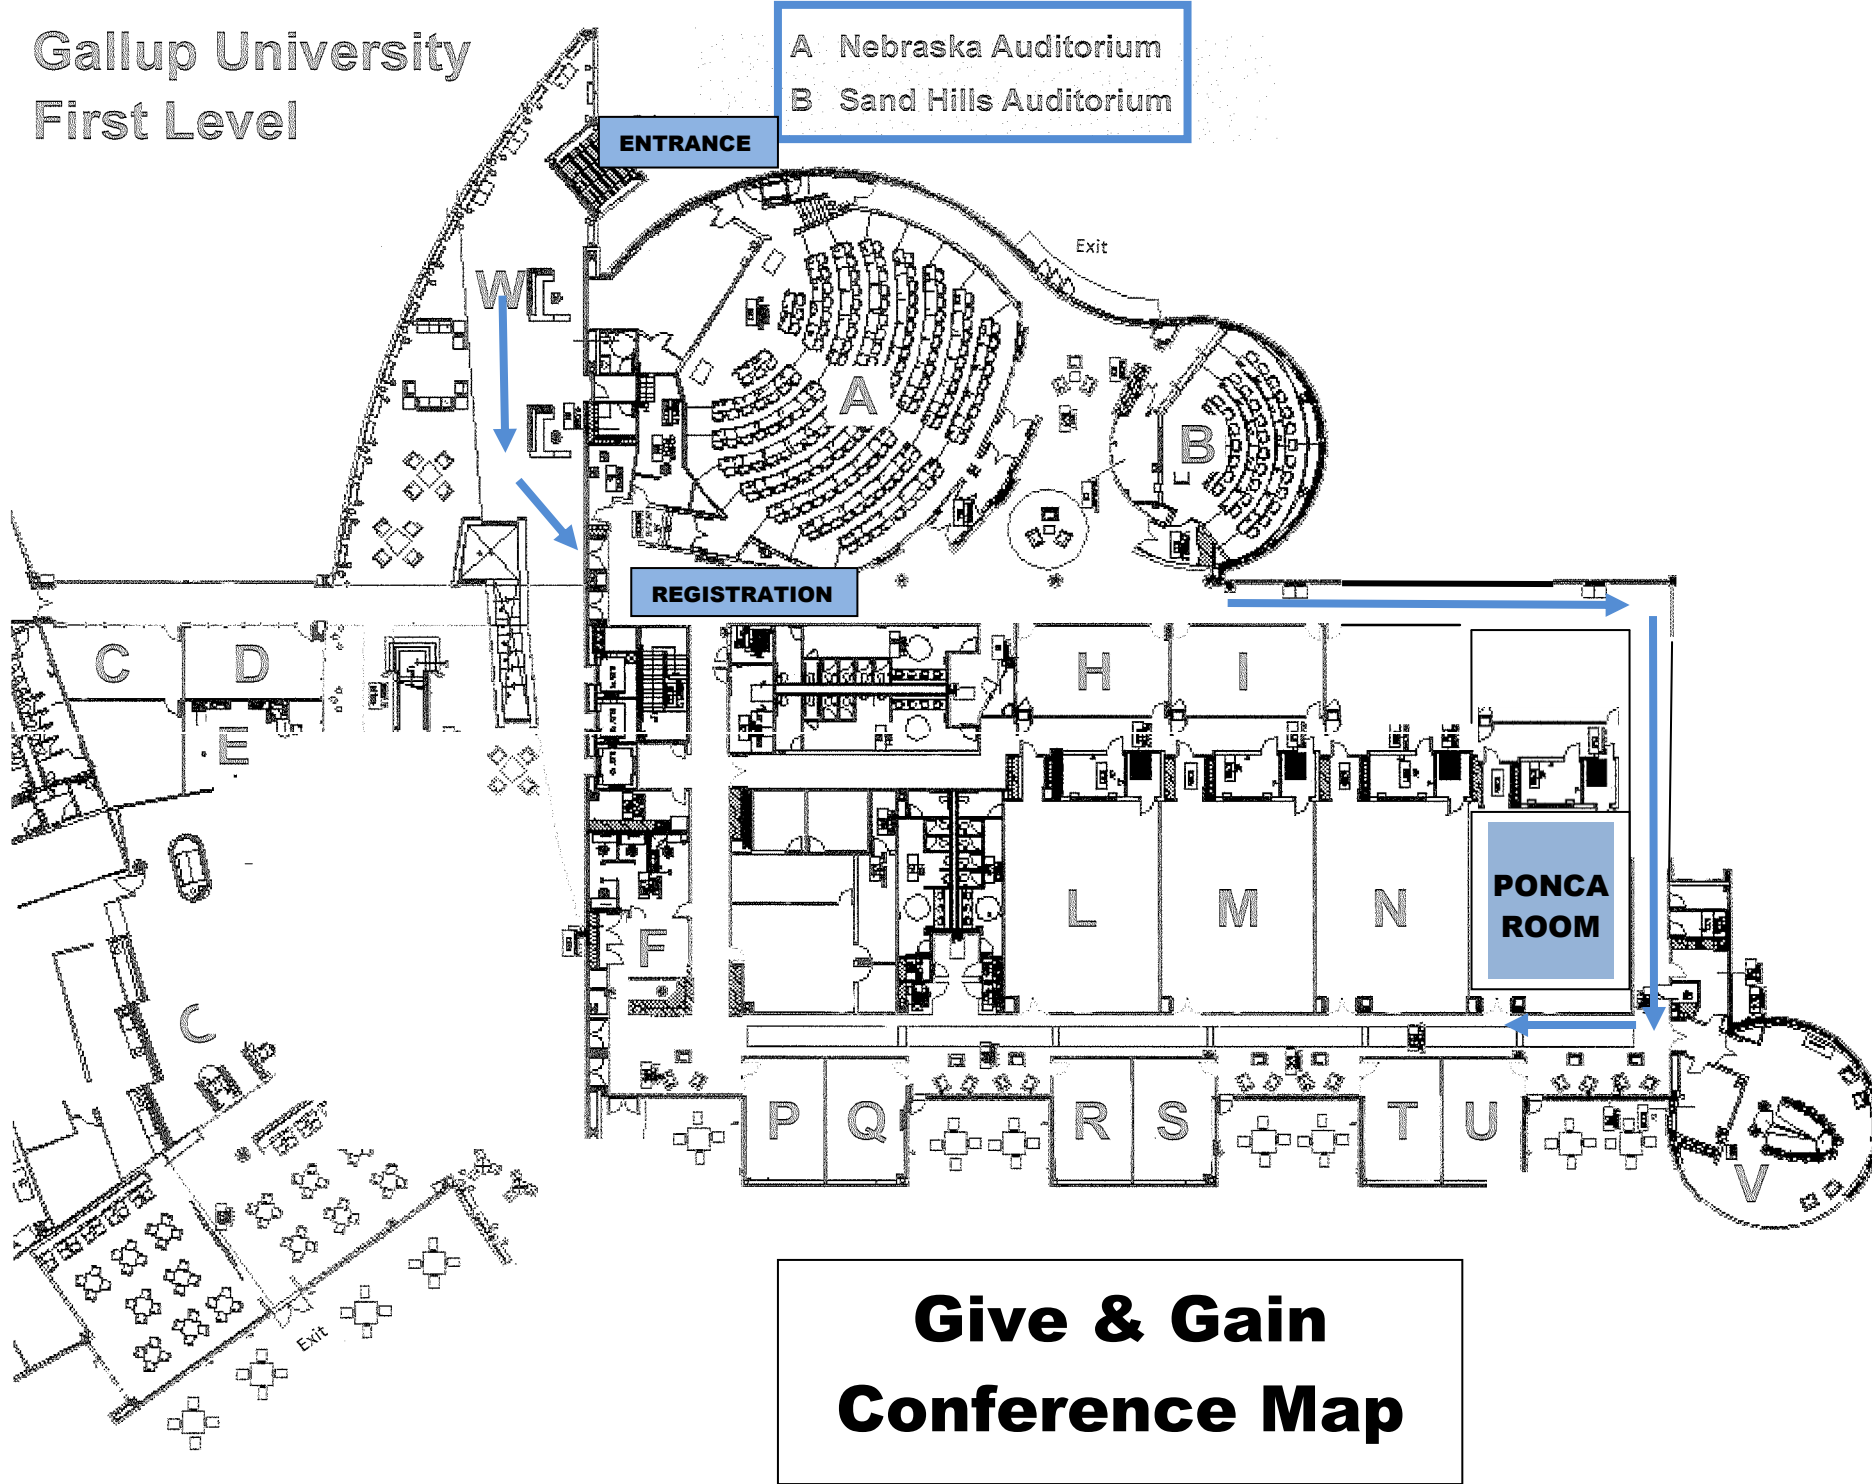 Gallup University
First Level
A Nebraska Auditorium
B Sand Hills Auditorium
ENTRANCE
Exit
W
A
B
REGISTRATION
C
D
H
I
E
PONCA
ROOM
L
M
N
F
C
P
Q
R
S
T
U
V
Exit
Give & Gain
Conference Map